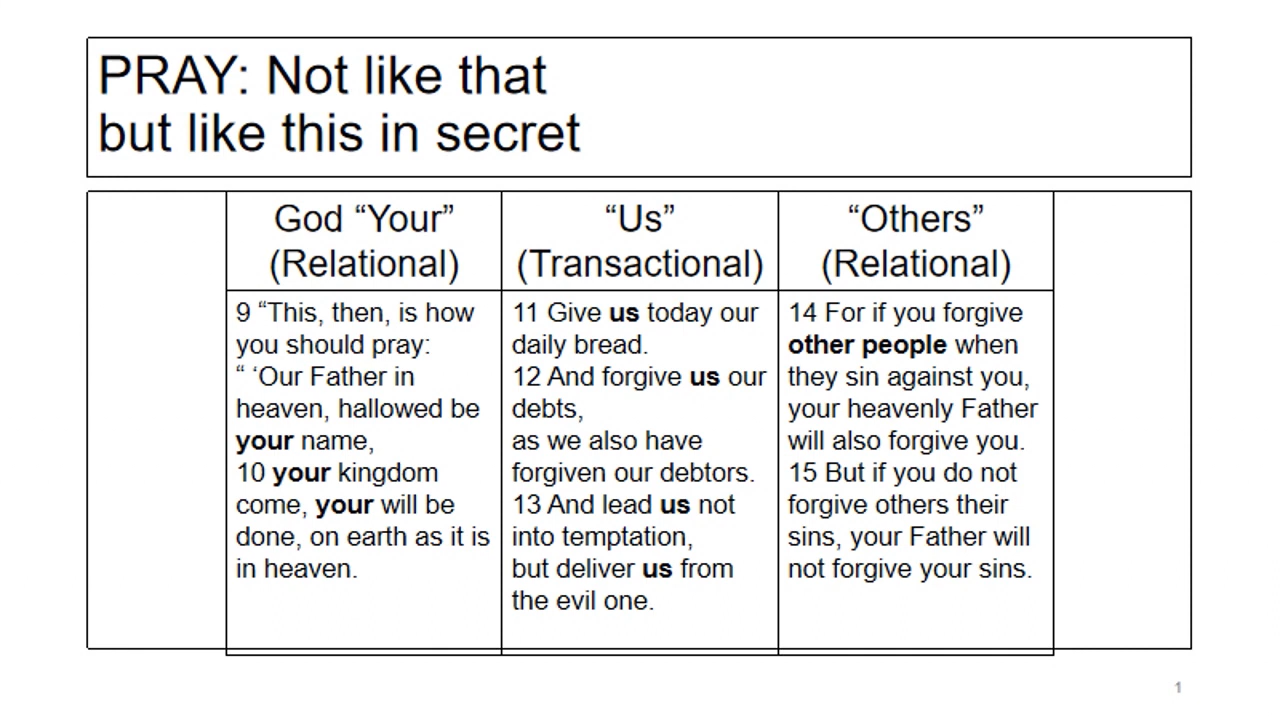 PRAY: Not like that
but like this in secret
God “Your”
(Relational)
“Us”
(Transactional)
“Others”
(Relational)
9 “This, then, is how
you should pray:
“ ‘Our Father in
heaven, hallowed be
your name,
10 your kingdom
come, your will be
done, on earth as it is
in heaven.
11 Give us today our
daily bread.
12 And forgive us our
debts,
as we also have
forgiven our debtors.
13 And lead us not
into temptation,
but deliver us from
the evil one.
14 For if you forgive
other people when
they sin against you,
your heavenly Father
will also forgive you.
15 But if you do not
forgive others their
sins, your Father will
not forgive your sins.
1